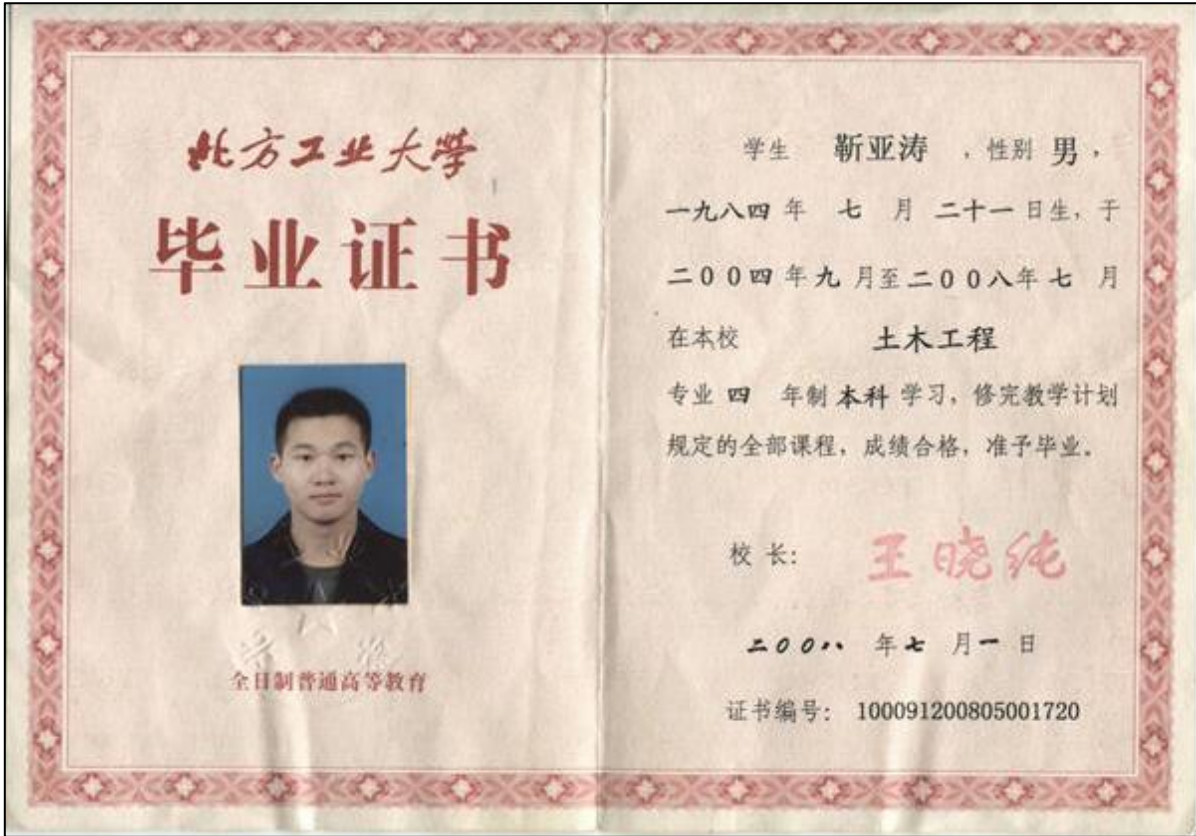 北方工业大学
毕业证书
全日制普通高等教育
学生 靳亚涛 ，性别 男，
一九八四 年 七 月 二十一 日生，于
二00四 年 九 月至 二00八 年 七 月
在本校 土木工程
专业 四 年制 本科 学习，修完教学计划
规定的全部课程，成绩合格，准予毕业。
校 长： 王晓纯
二00八 年 七 月 一 日
证书编号： 100091200805001720